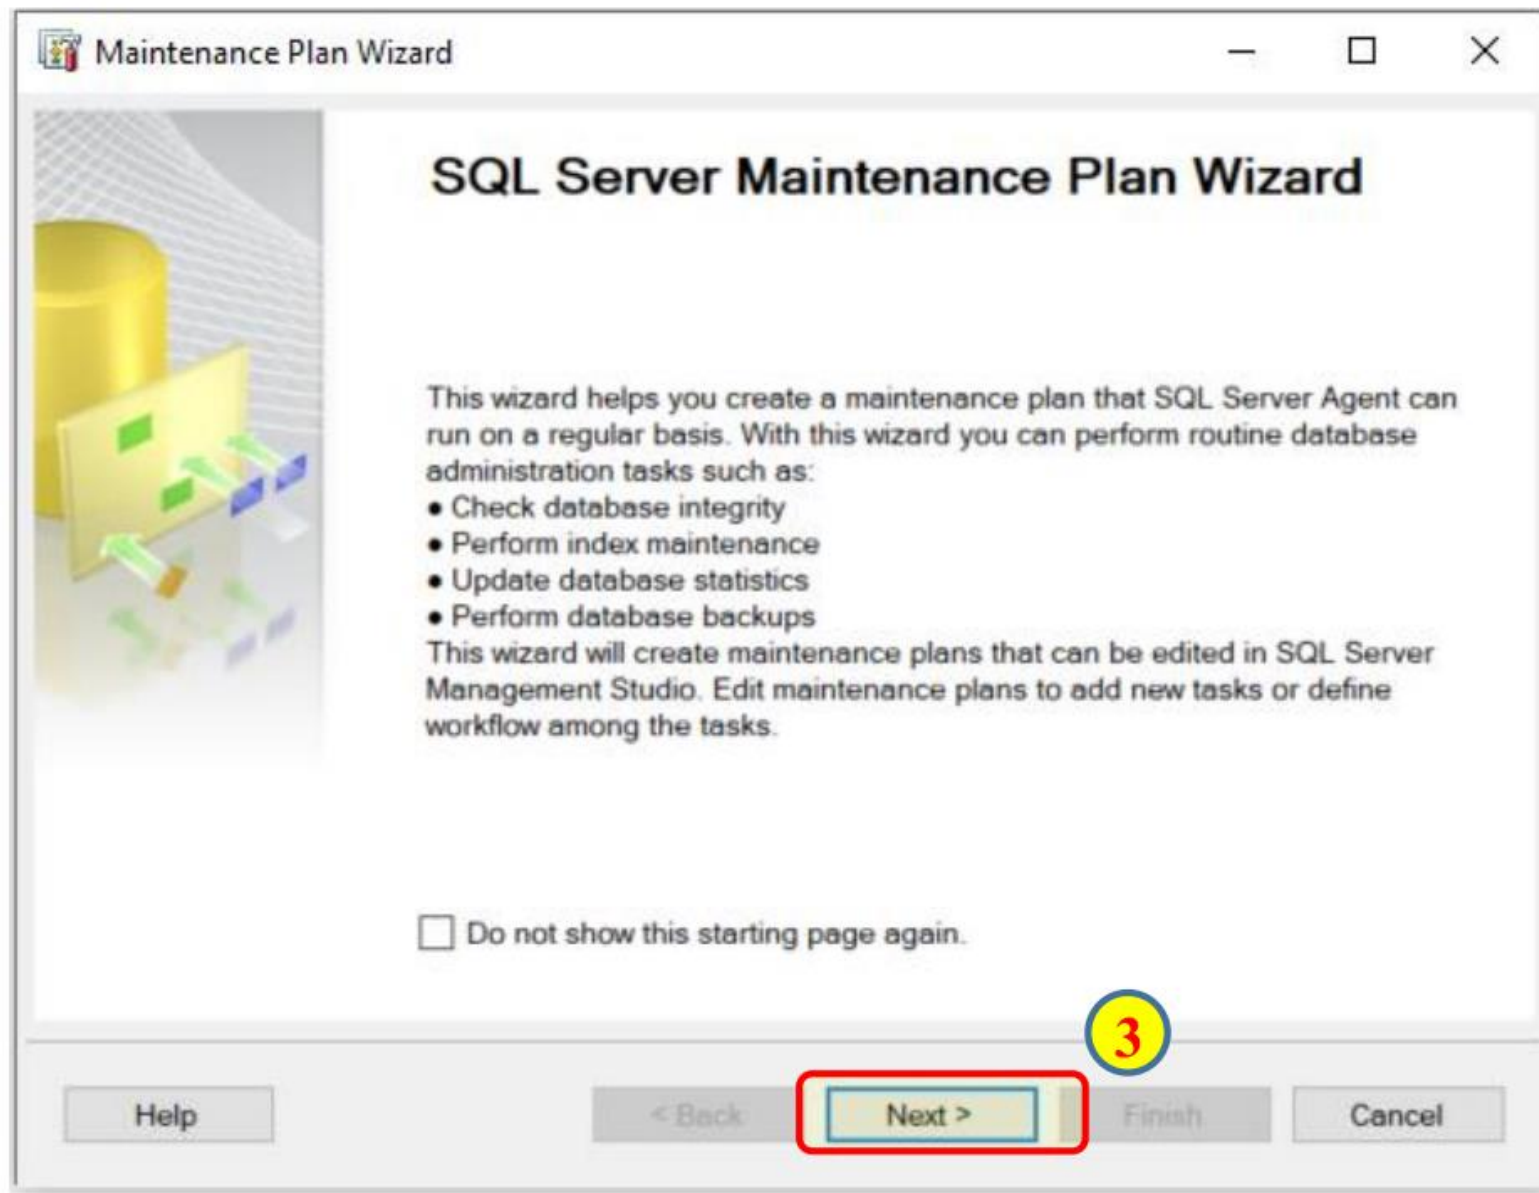 Maintenance Plan Wizard
SQL Server Maintenance Plan Wizard
This wizard helps you create a maintenance plan that SQL Server Agent can
run on a regular basis. With this wizard you can perform routine database
administration tasks such as:
● Check database integrity
● Perform index maintenance
● Update database statistics
● Perform database backups
This wizard will create maintenance plans that can be edited in SQL Server
Management Studio. Edit maintenance plans to add new tasks or define
workflow among the tasks.
Do not show this starting page again.
3
Help
< Back
Next >
Finish
Cancel